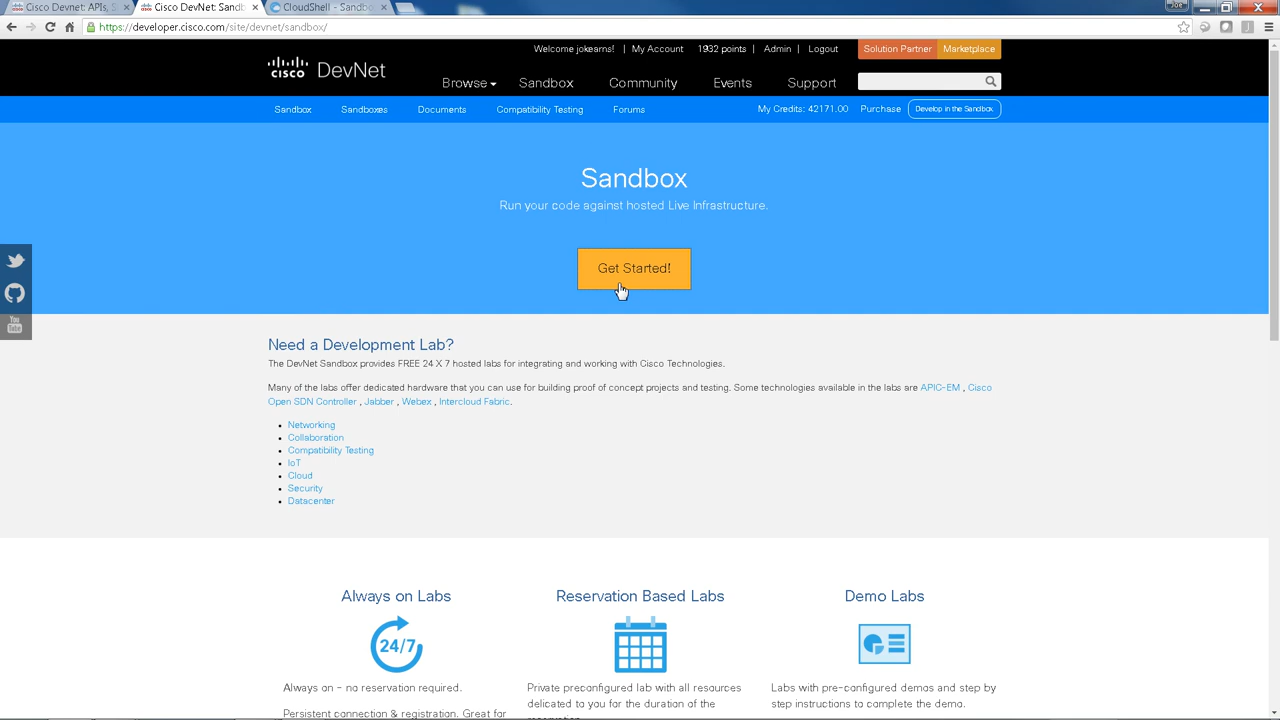 Cisco Devnet: APIs, S
Cisco DevNet: Sandb
CloudShell - Sandbo
Joe
https://developer.cisco.com/site/devnet/sandbox/
Welcome jokearns! | My Account 1932 points | Admin | Logout
Solution Partner Marketplace
CISCO DevNet
Browse Sandbox Community Events Support
Sandbox Sandboxes Documents Compatibility Testing Forums My Credits: 42171.00 Purchase Develop in the Sandbox
Sandbox
Run your code against hosted Live Infrastructure.
Get Started!
You
Tube
Need a Development Lab?
The DevNet Sandbox provides FREE 24 X 7 hosted labs for integrating and working with Cisco Technologies.
Many of the labs offer dedicated hardware that you can use for building proof of concept projects and testing. Some technologies available in the labs are APIC-EM , Cisco
Open SDN Controller , Jabber , Webex , Intercloud Fabric.
Networking
Collaboration
Compatibility Testing
IoT
Cloud
Security
Datacenter
Always on Labs
24/7
Always on - no reservation required.
Persistent connection & registration. Great for
Reservation Based Labs
Private preconfigured lab with all resources
dedicated to you for the duration of the
reservation
Demo Labs
Labs with pre-configured demos and step by
step instructions to complete the demo.